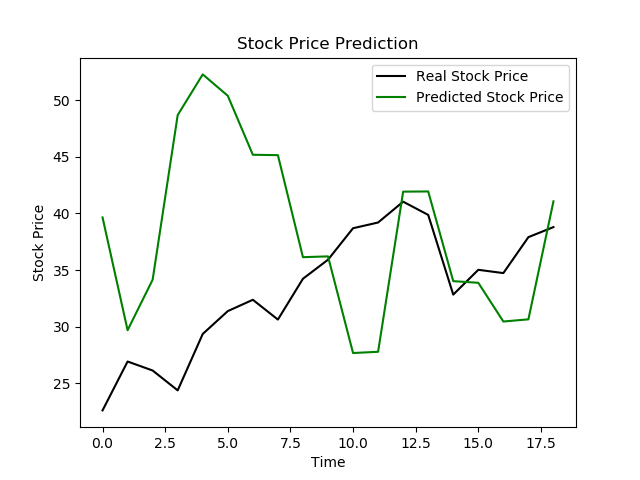 Stock Price Prediction
Real Stock Price
Predicted Stock Price
50
45
40
35
30
25
Stock Price
0.0 2.5 5.0 7.5 10.0 12.5 15.0 17.5
Time